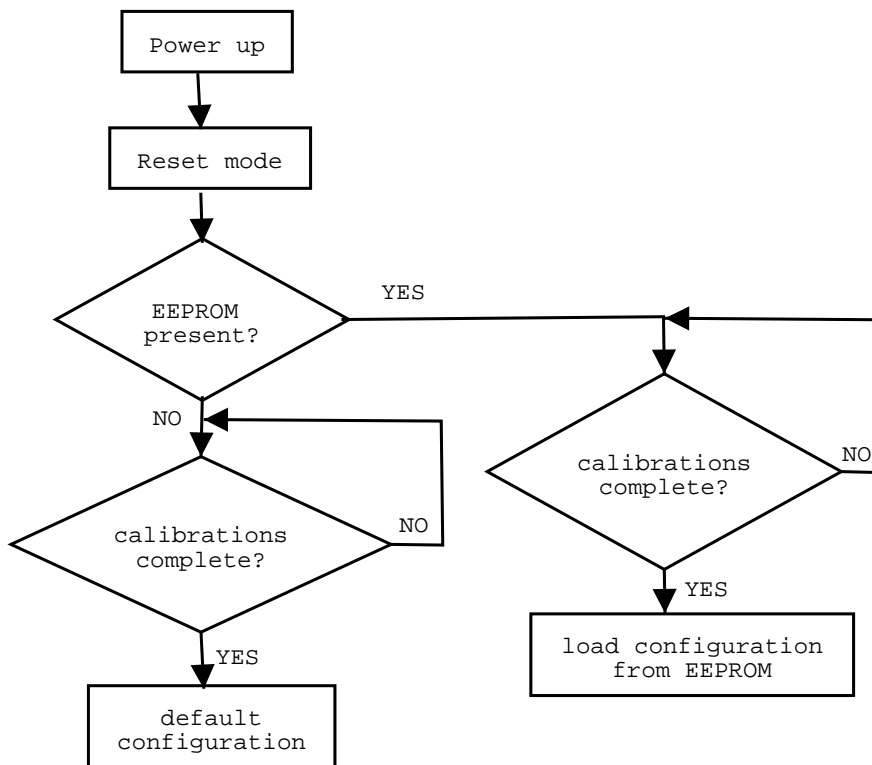 Power up
Reset mode
EEPROM
present?
YES
NO
calibrations
complete?
NO
YES
default
configuration
calibrations
complete?
NO
YES
load configuration
from EEPROM